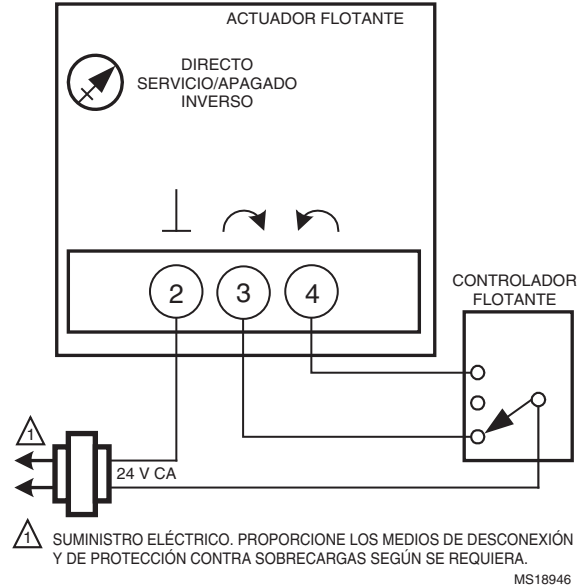 ACTUADOR FLOTANTE
DIRECTO
SERVICIO/APAGADO
INVERSO
2 3 4
CONTROLADOR
FLOTANTE
1
24 V CA
1 SUMINISTRO ELÉCTRICO. PROPORCIONE LOS MEDIOS DE DESCONEXIÓN
Y DE PROTECCIÓN CONTRA SOBRECARGAS SEGÚN SE REQUIERA.
MS18946